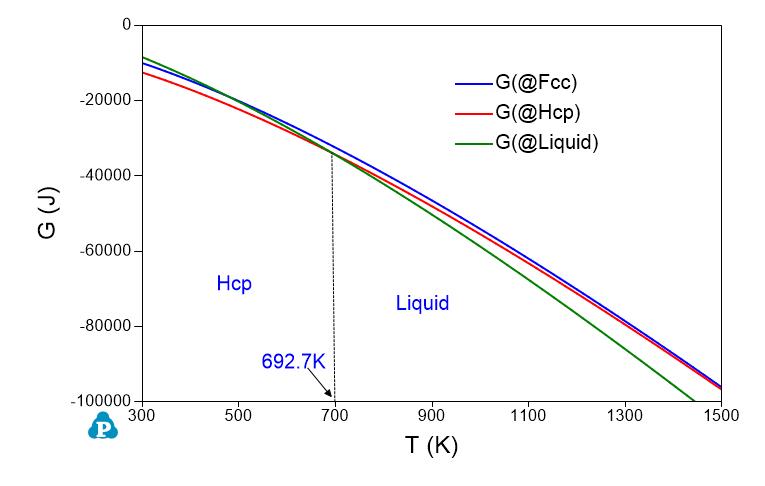 0
-20000
-40000
-60000
-80000
-100000
G (J)
G(@Fcc)
G(@Hcp)
G(@Liquid)
Hcp
Liquid
692.7K
300 500 700 900 1100 1300 1500
T (K)
P